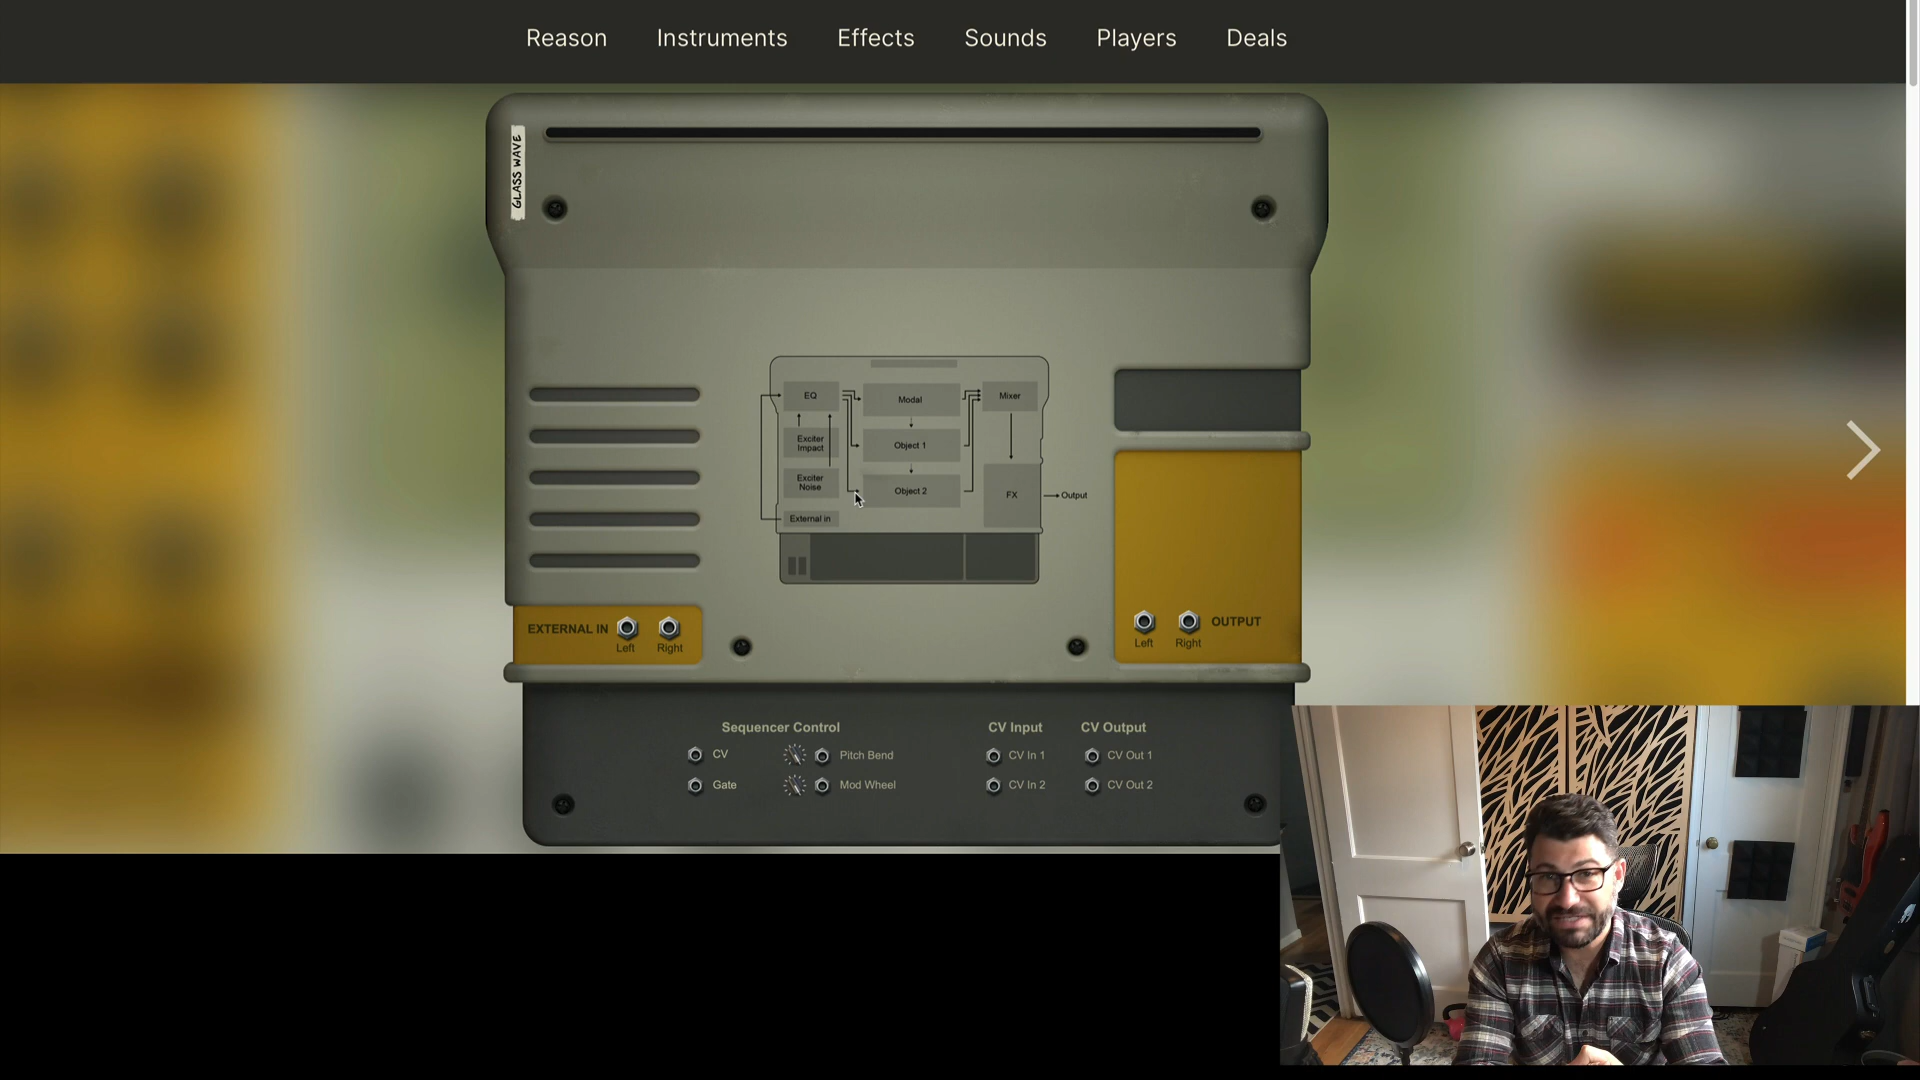 Reason Instruments Effects Sounds Players Deals
GLASS WAVE
EQ
Modal
Mixer
Exciter
Impact
Object 1
Exciter
Noise
Object 2
FX
Output
External in
EXTERNAL IN
Left Right
OUTPUT
Left Right
Sequencer Control
CV Pitch Bend
Gate Mod Wheel
CV Input
CV In 1
CV In 2
CV Output
CV Out 1
CV Out 2